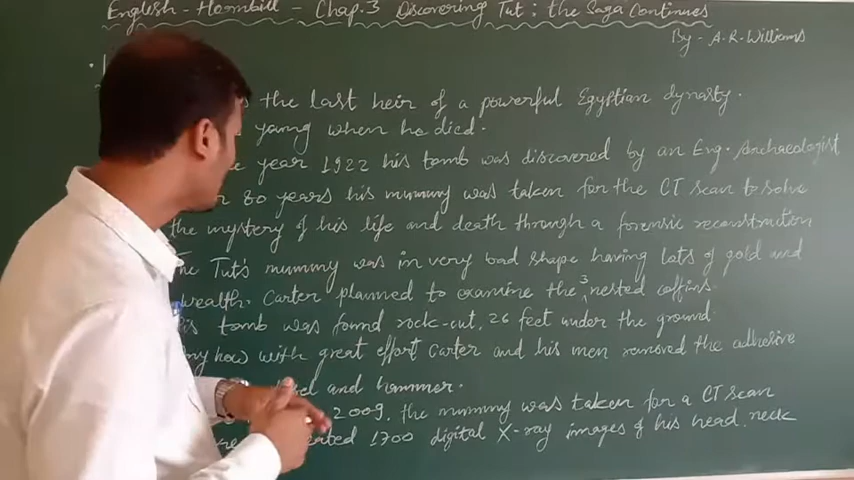 English - Hornbill - Chap. 3 Discovering Tut : the Saga Continues
By - A. R. Williams
the last heir of a powerful Egyptian dynasty.
young when he died.
year 1922 his tomb was discovered by an Eng. Archaeologist
80 years his mummy was taken for the CT scan to solve
the mystery of his life and death through a forensic reconstruction
The Tut's mummy was in very bad shape having lots of gold and
wealth. Carter planned to examine the 3 nested coffins.
tomb was found rock-cut, 26 feet under the ground.
how with great effort Carter and his men removed the adhesive
and hammer.
2009, the mummy was taken for a CT scan
1700 digital X-ray images of his head, neck